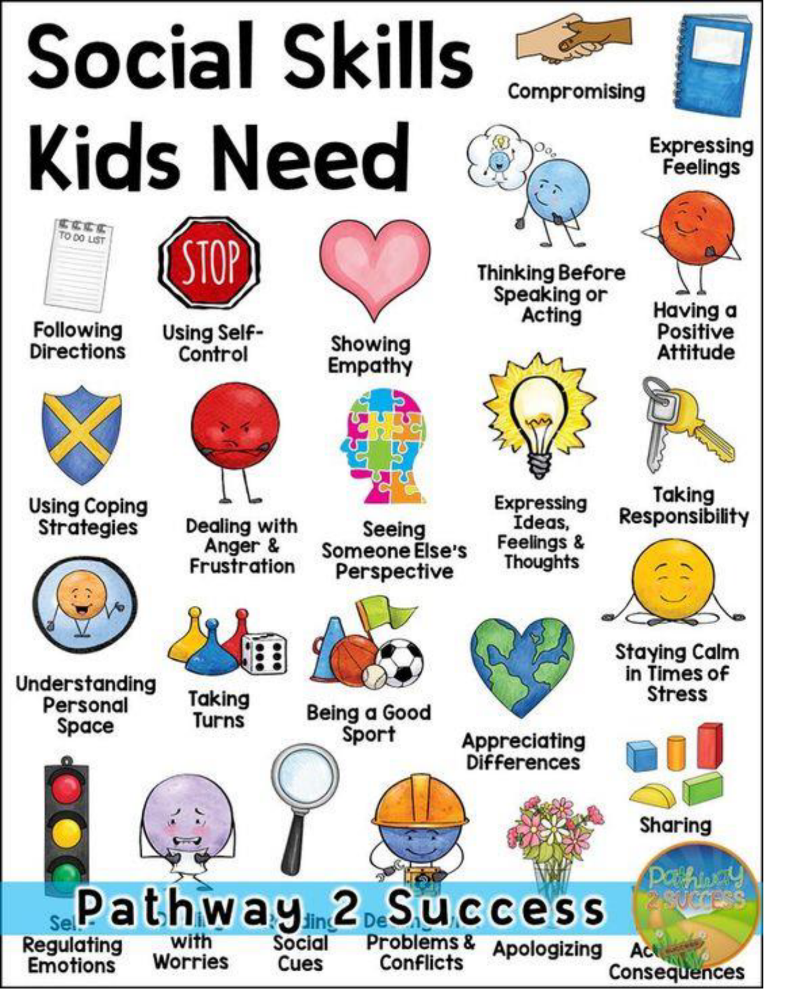 Social Skills
Kids Need
Compromising
Expressing
Feelings
TO DO LIST
Following
Directions
STOP
Using Self-
Control
Showing
Empathy
Thinking Before
Speaking or
Acting
Having a
Positive
Attitude
Using Coping
Strategies
Dealing with
Anger &
Frustration
Seeing
Someone Else's
Perspective
Expressing
Ideas,
Feelings &
Thoughts
Taking
Responsibility
Understanding
Personal
Space
Taking
Turns
Being a Good
Sport
Appreciating
Differences
Staying Calm
in Times of
Stress
Sharing
Pathway 2 Success
Pathway
2 SUCCESS
SUCCESS
Regulating
Emotions
with
Worries
Social
Cues
Problems &
Conflicts
Apologizing
Consequences